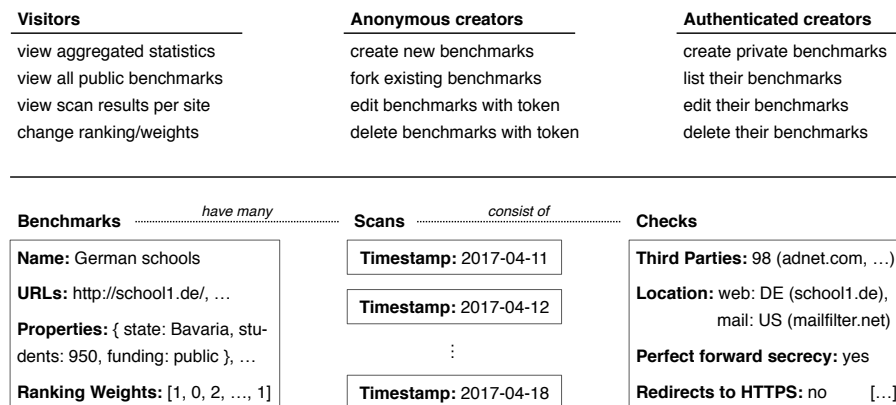 Visitors
view aggregated statistics
view all public benchmarks
view scan results per site
change ranking/weights
Anonymous creators
create new benchmarks
fork existing benchmarks
edit benchmarks with token
delete benchmarks with token
Authenticated creators
create private benchmarks
list their benchmarks
edit their benchmarks
delete their benchmarks
Benchmarks
have many
Scans
consist of
Checks
Name: German schools
URLs: http://school1.de/, …
Properties: { state: Bavaria, stu-
dents: 950, funding: public }, …
Ranking Weights: [1, 0, 2, …, 1]
Timestamp: 2017-04-11
Timestamp: 2017-04-12
⋮
Timestamp: 2017-04-18
Third Parties: 98 (adnet.com, …)
Location: web: DE (school1.de),
mail: US (mailfilter.net)
Perfect forward secrecy: yes
Redirects to HTTPS: no […]